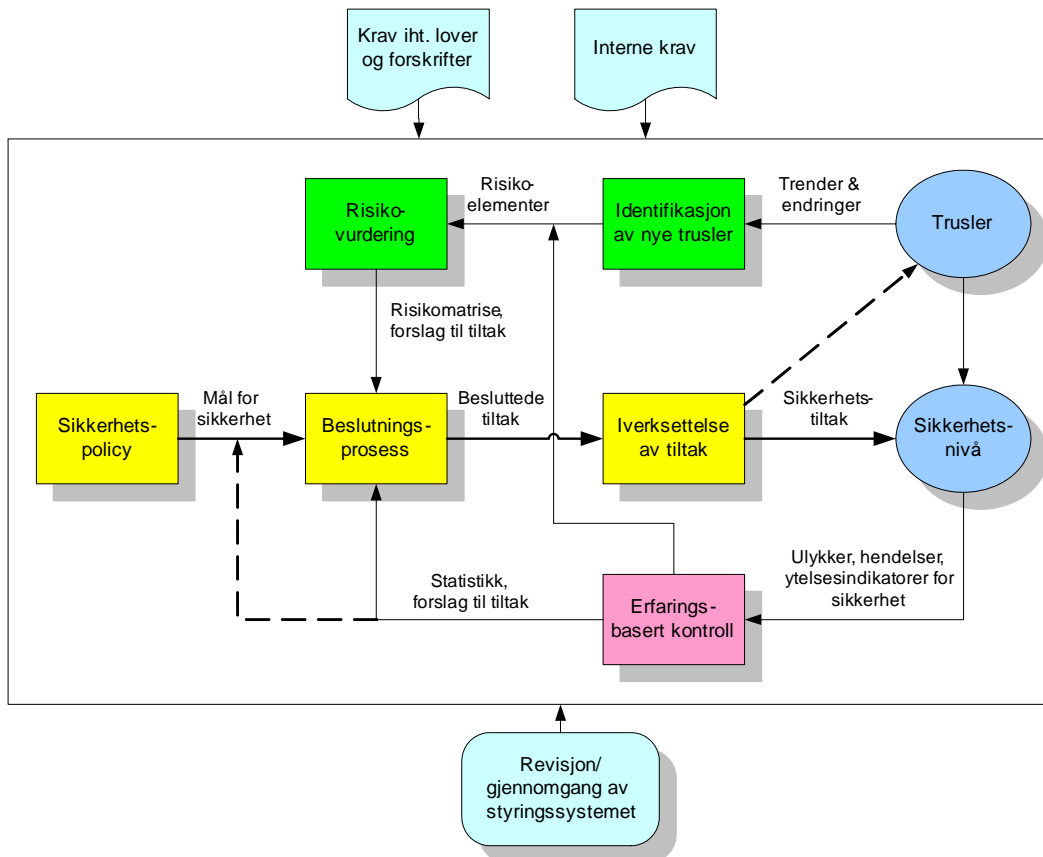 Krav iht. lover
og forskrifter
Interne krav
Risiko-
vurdering
Risiko-
elementer
Identifikasjon
av nye trusler
Trender &
endringer
Trusler
Risikomatrise,
forslag til tiltak
Sikkerhets-
policy
Mål for
sikkerhet
Beslutnings-
prosess
Besluttede
tiltak
Iverksettelse
av tiltak
Sikkerhets-
tiltak
Sikkerhets-
nivå
Statistikk,
forslag til tiltak
Erfarings-
basert kontroll
Ulykker, hendelser,
ytelsesindikatorer for
sikkerhet
Revisjon/
gjennomgang av
styringssystemet